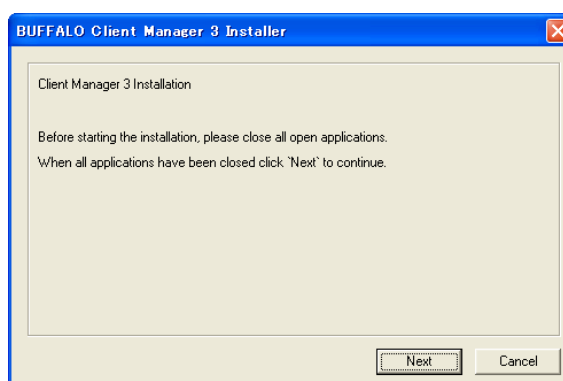 BUFFALO Client Manager 3 Installer
Client Manager 3 Installation
Before starting the installation, please close all open applications.
When all applications have been closed click `Next` to continue.
Next Cancel